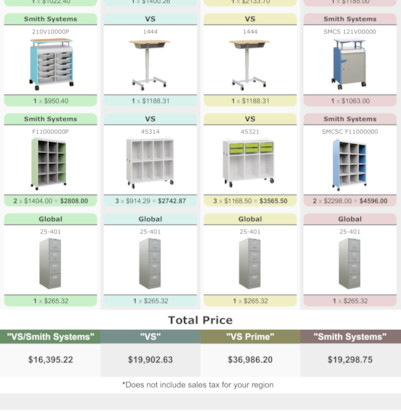 1 x $1022.40 1 x $1400.26 1 x $2133.70 1 x $1185.00
Smith Systems VS VS Smith Systems
210V10000P 1444 1444 SMCS 121V00000
1 x $950.40 1 x $1188.31 1 x $1188.31 1 x $1063.00
Smith Systems VS VS Smith Systems
F11000000P 45314 45321 SMCSC F11000000
2 x $1404.00 = $2808.00 3 x $914.29 = $2742.87 3 x $1168.50 = $3565.50 2 x $2298.00 = $4596.00
Global Global Global Global
25-401 25-401 25-401 25-401
1 x $265.32 1 x $265.32 1 x $265.32 1 x $265.32
Total Price
"VS/Smith Systems" "VS" "VS Prime" "Smith Systems"
$16,395.22 $19,902.63 $36,986.20 $19,298.75
*Does not include sales tax for your region